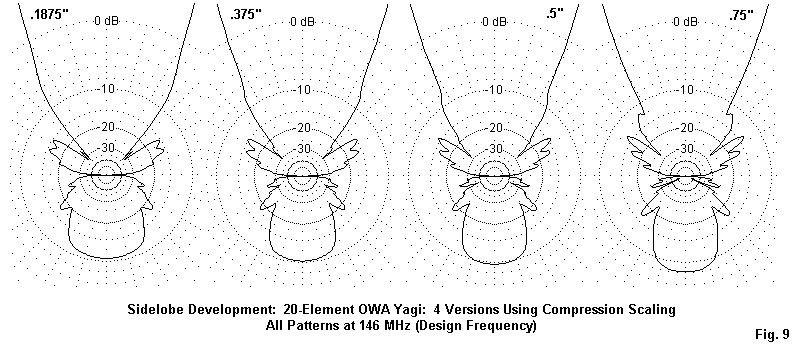 .1875" .375" .5" .75"
0 dB 0 dB 0 dB 0 dB
-10 -10 -10 -10
-20 -20 -20 -20
-30 -30 -30 -30
Sidelobe Development: 20-Element OWA Yagi: 4 Versions Using Compression Scaling
All Patterns at 146 MHz (Design Frequency)
Fig. 9